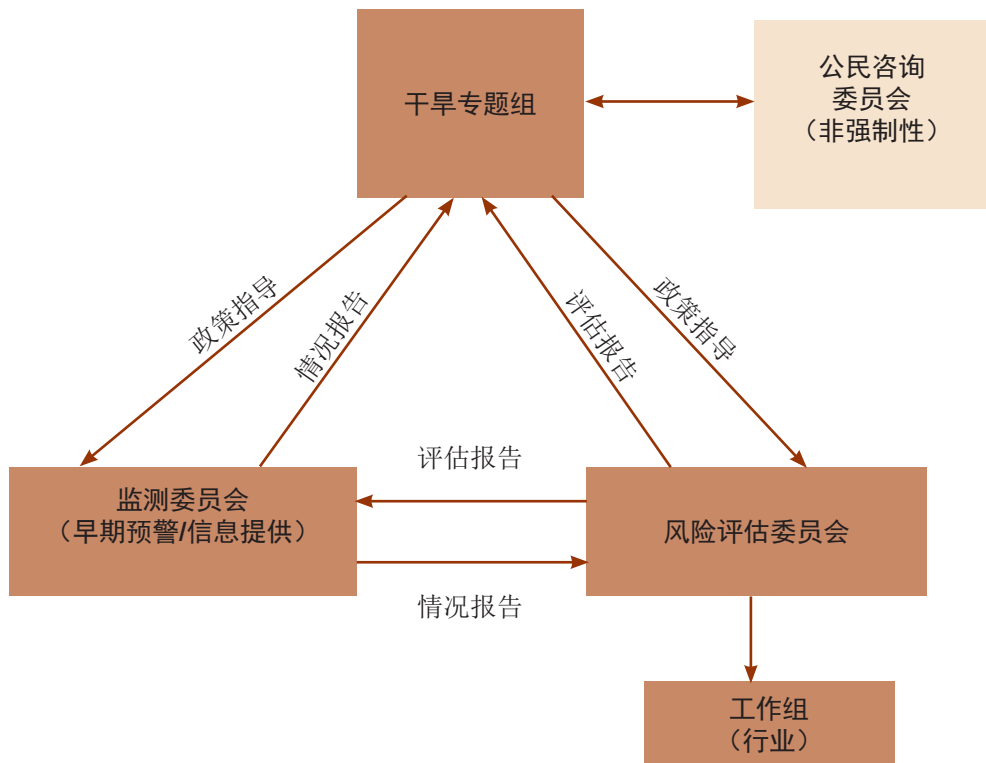 干旱专题组
公民咨询
委员会
（非强制性）
政策指导
情况报告
评估报告
政策指导
评估报告
监测委员会
（早期预警/信息提供）
风险评估委员会
情况报告
工作组
（行业）